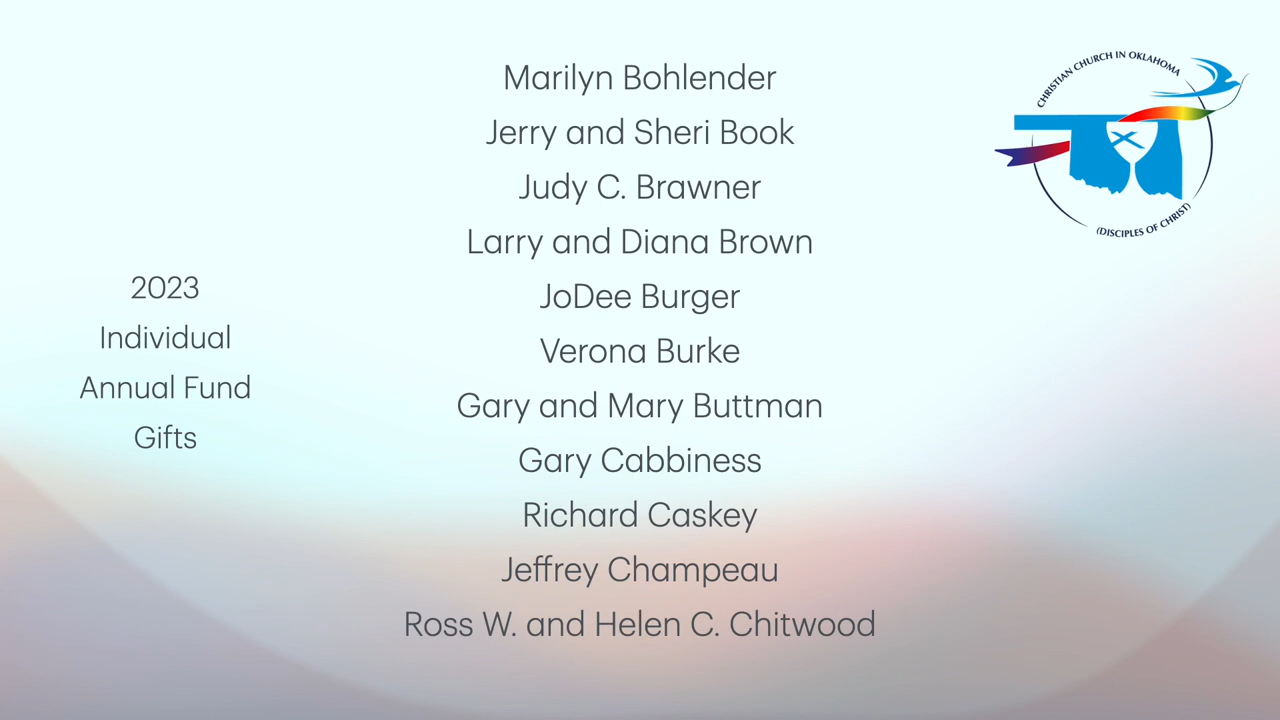 2023
Individual
Annual Fund
Gifts
Marilyn Bohlender
Jerry and Sheri Book
Judy C. Brawner
Larry and Diana Brown
JoDee Burger
Verona Burke
Gary and Mary Buttman
Gary Cabbiness
Richard Caskey
Jeffrey Champeau
Ross W. and Helen C. Chitwood
CHRISTIAN CHURCH IN OKLAHOMA
(DISCIPLES OF CHRIST)